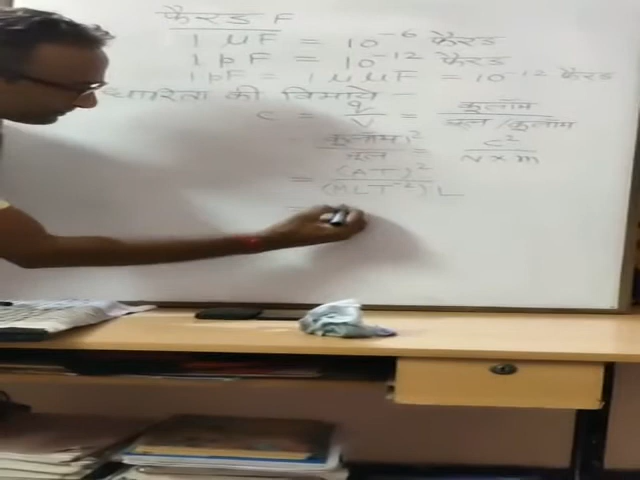 फैरड F
1 μF = 10⁻⁶ फैरड
1 pF = 10⁻¹² फैरड
1 pF = 1 μμF = 10⁻¹² फैरड
धारिता की विमायें –
C = q/V = कूलॉम / कूलॉम
(कूलॉम)² = C² / N × m
= (AT)² / (MLT⁻²) L